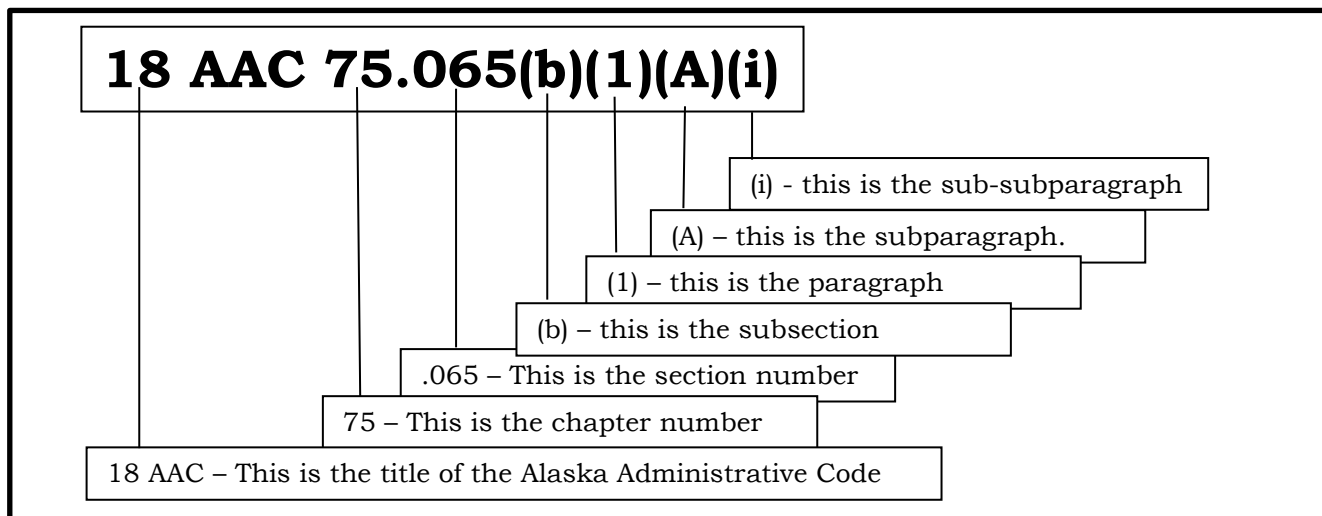 18 AAC 75.065(b)(1)(A)(i)
(i) - this is the sub-subparagraph
(A) – this is the subparagraph.
(1) – this is the paragraph
(b) – this is the subsection
.065 – This is the section number
75 – This is the chapter number
18 AAC – This is the title of the Alaska Administrative Code